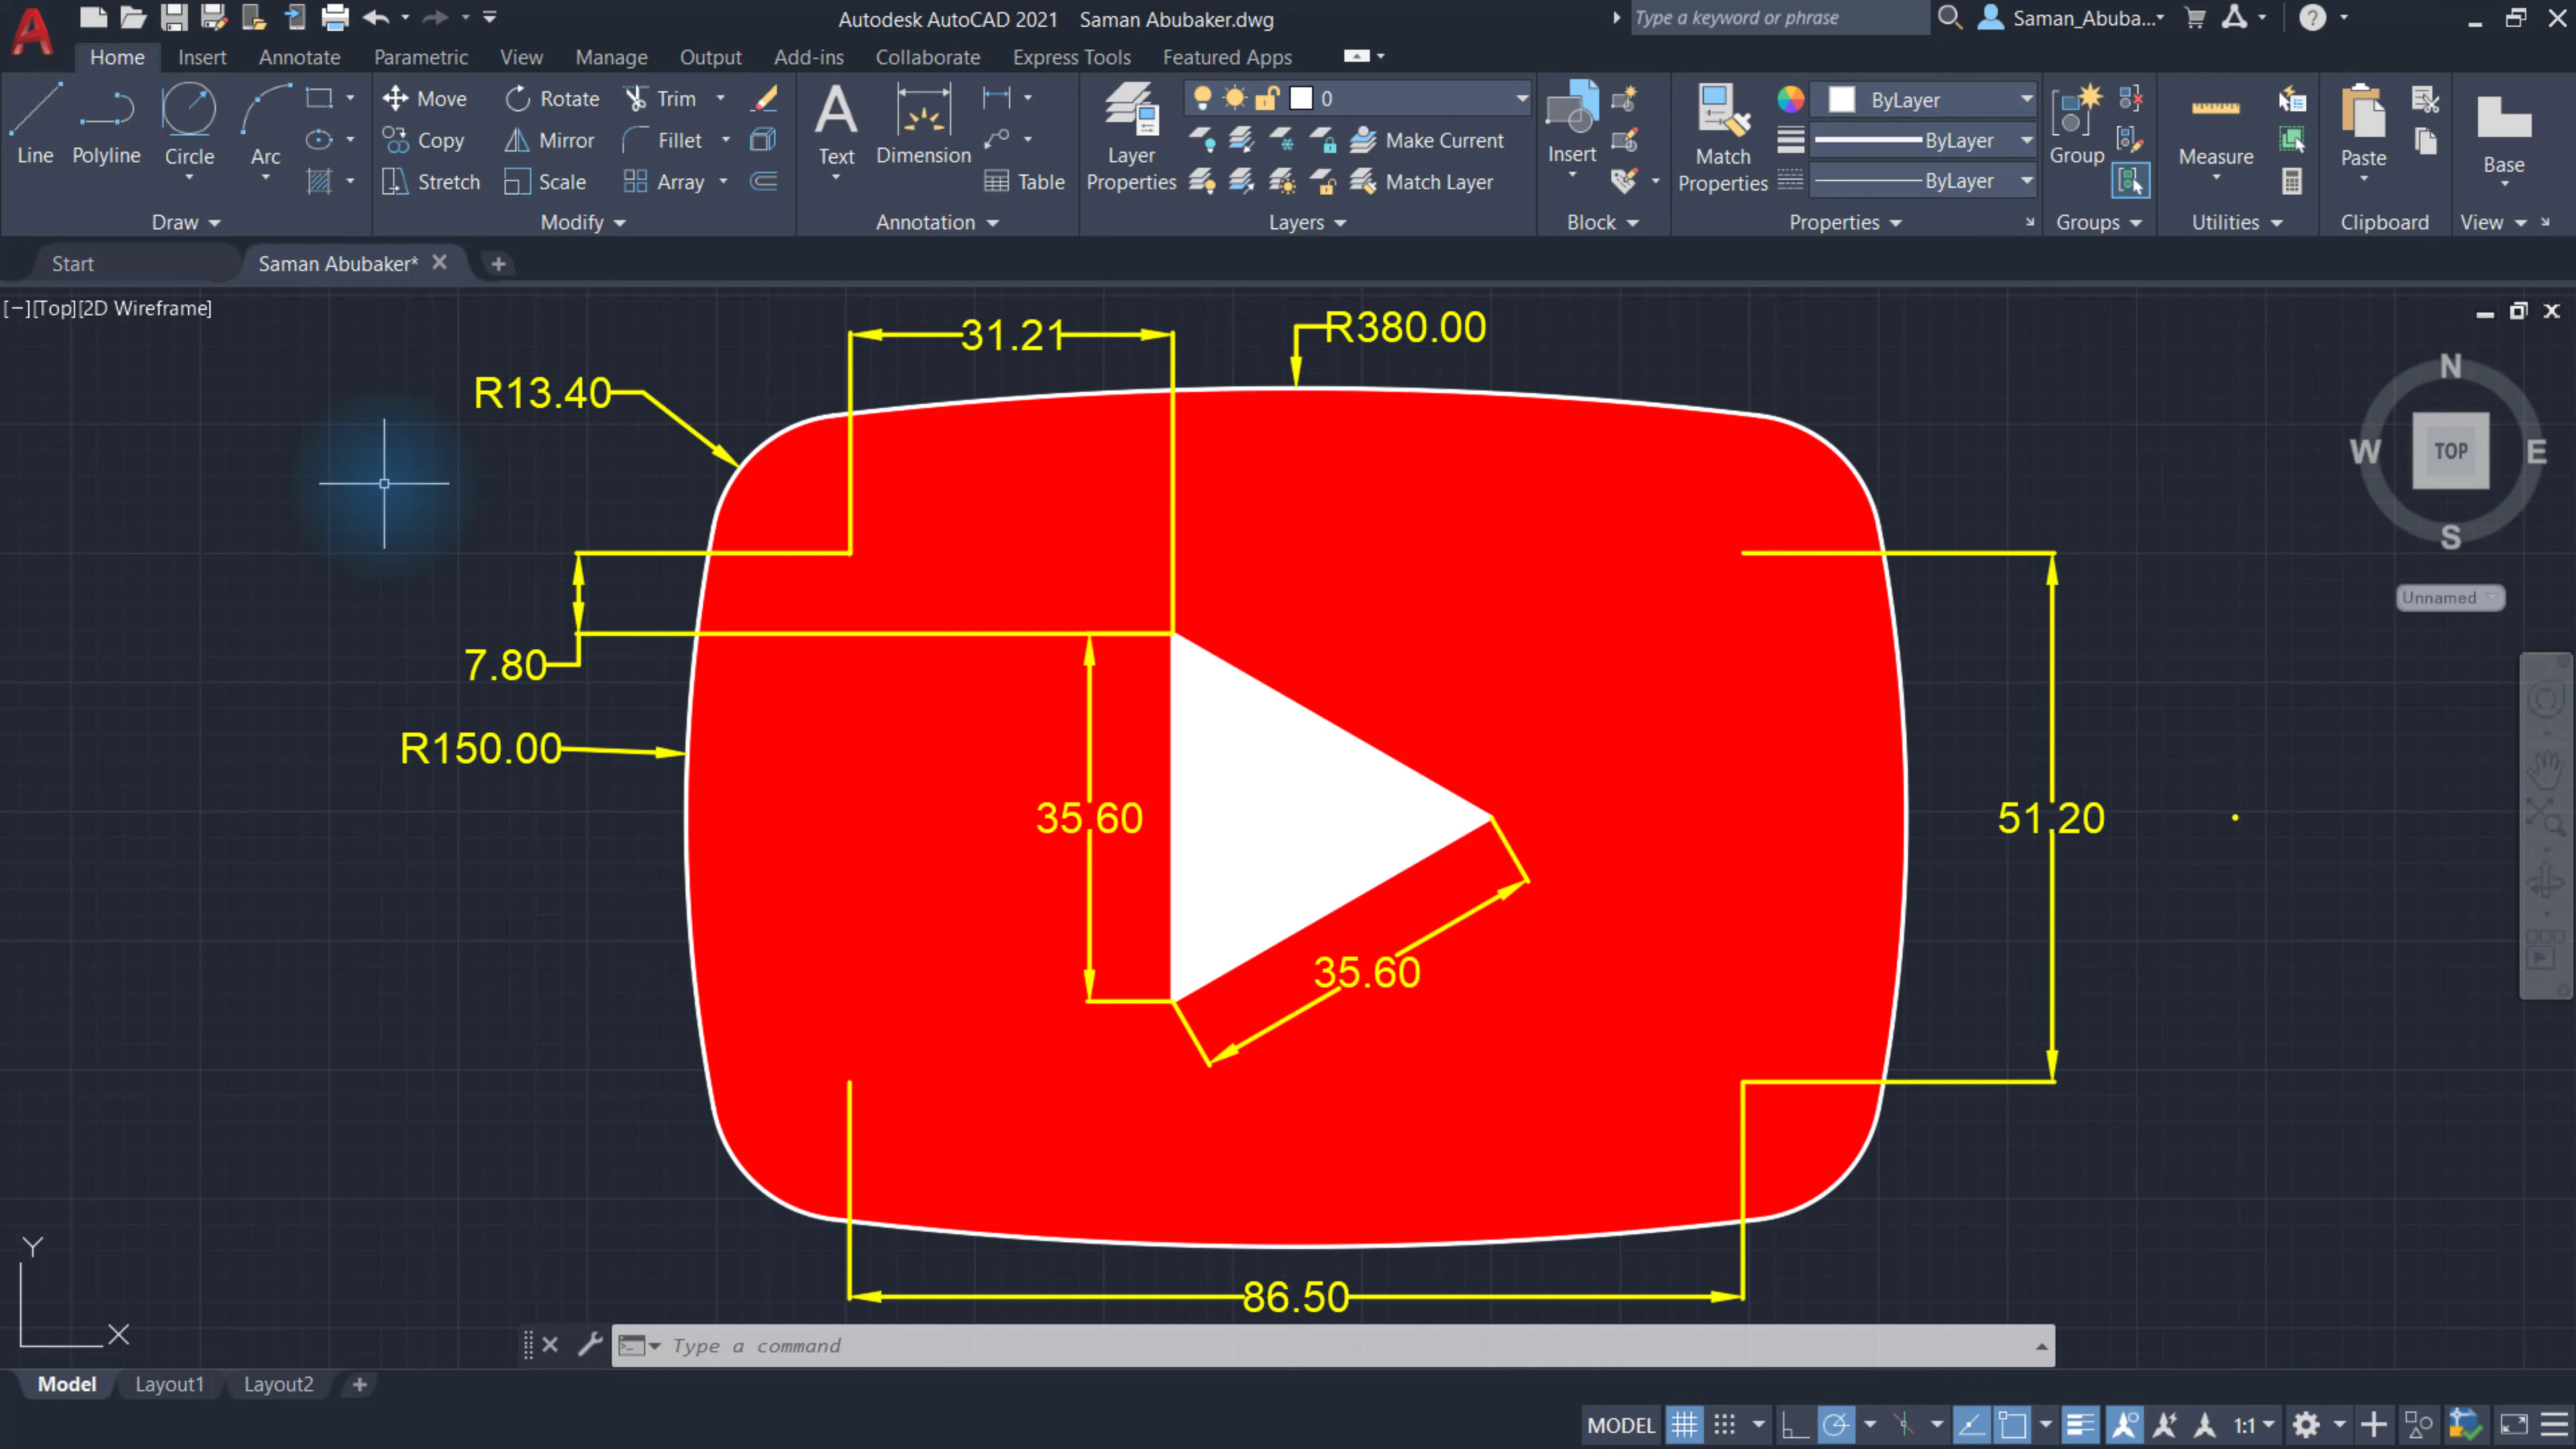 Autodesk AutoCAD 2021 Saman Abubaker.dwg
Type a keyword or phrase
Saman_Abuba...
Home Insert Annotate Parametric View Manage Output Add-ins Collaborate Express Tools Featured Apps
Line Polyline Circle Arc
Move Rotate Trim
Copy Mirror Fillet
Stretch Scale Array
Text Dimension Table
Layer Properties
0
Make Current
Match Layer
Insert
Match Properties
ByLayer
ByLayer
ByLayer
Group
Measure
Paste
Base
Draw Modify Annotation Layers Block Properties Groups Utilities Clipboard View
Start Saman Abubaker*
[−][Top][2D Wireframe]
31.21 R380.00
R13.40
N
W TOP E
S
Unnamed
7.80
R150.00
35.60
51.20
35.60
86.50
Y
X
Type a command
Model Layout1 Layout2
MODEL 1:1